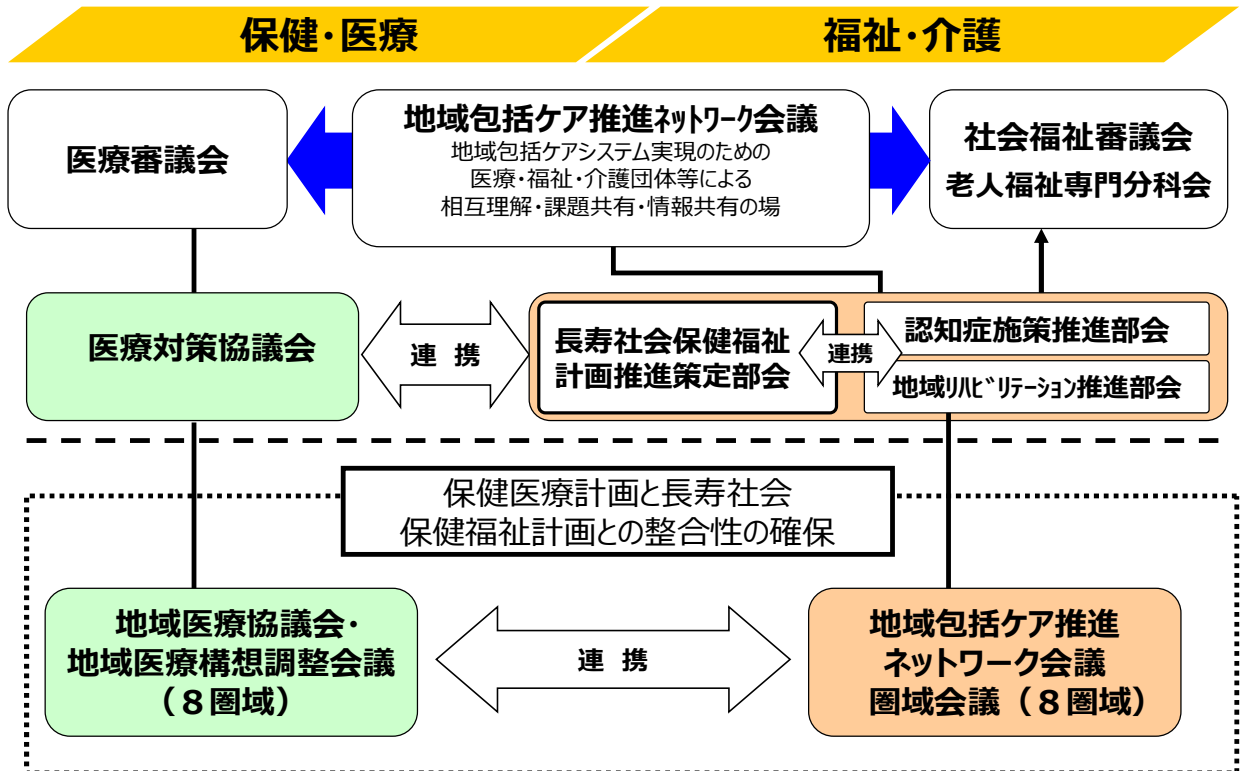 保健・医療
福祉・介護
医療審議会
地域包括ケア推進ﾈｯﾄﾜｰｸ会議
地域包括ケアシステム実現のための
医療・福祉・介護団体等による
相互理解・課題共有・情報共有の場
社会福祉審議会
老人福祉専門分科会
医療対策協議会
連 携
長寿社会保健福祉
計画推進策定部会
連携
認知症施策推進部会
地域ﾘﾊﾋﾞﾘﾃｰｼｮﾝ推進部会
保健医療計画と長寿社会
保健福祉計画との整合性の確保
地域医療協議会・
地域医療構想調整会議
（８圏域）
連 携
地域包括ケア推進
ネットワーク会議
圏域会議（８圏域）